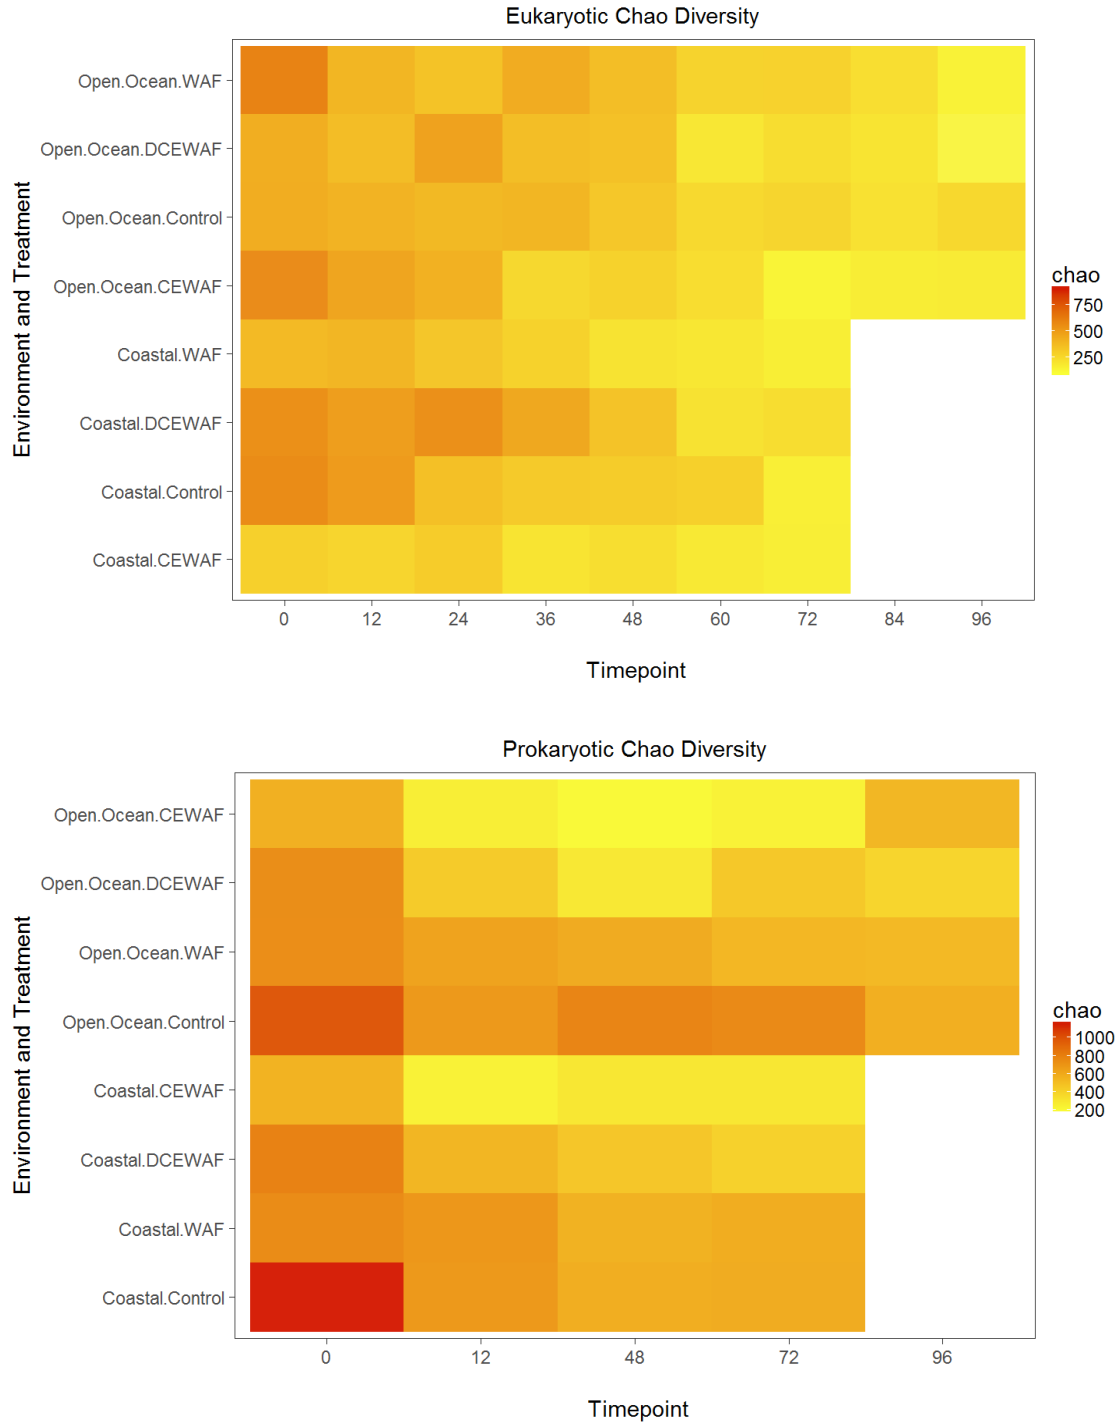 Eukaryotic Chao Diversity
Environment and Treatment
Open.Ocean.WAF
Open.Ocean.DCEWAF
Open.Ocean.Control
Open.Ocean.CEWAF
Coastal.WAF
Coastal.DCEWAF
Coastal.Control
Coastal.CEWAF
0 12 24 36 48 60 72 84 96
Timepoint
chao
750
500
250
Prokaryotic Chao Diversity
Environment and Treatment
Open.Ocean.CEWAF
Open.Ocean.DCEWAF
Open.Ocean.WAF
Open.Ocean.Control
Coastal.CEWAF
Coastal.DCEWAF
Coastal.WAF
Coastal.Control
0 12 48 72 96
Timepoint
chao
1000
800
600
400
200